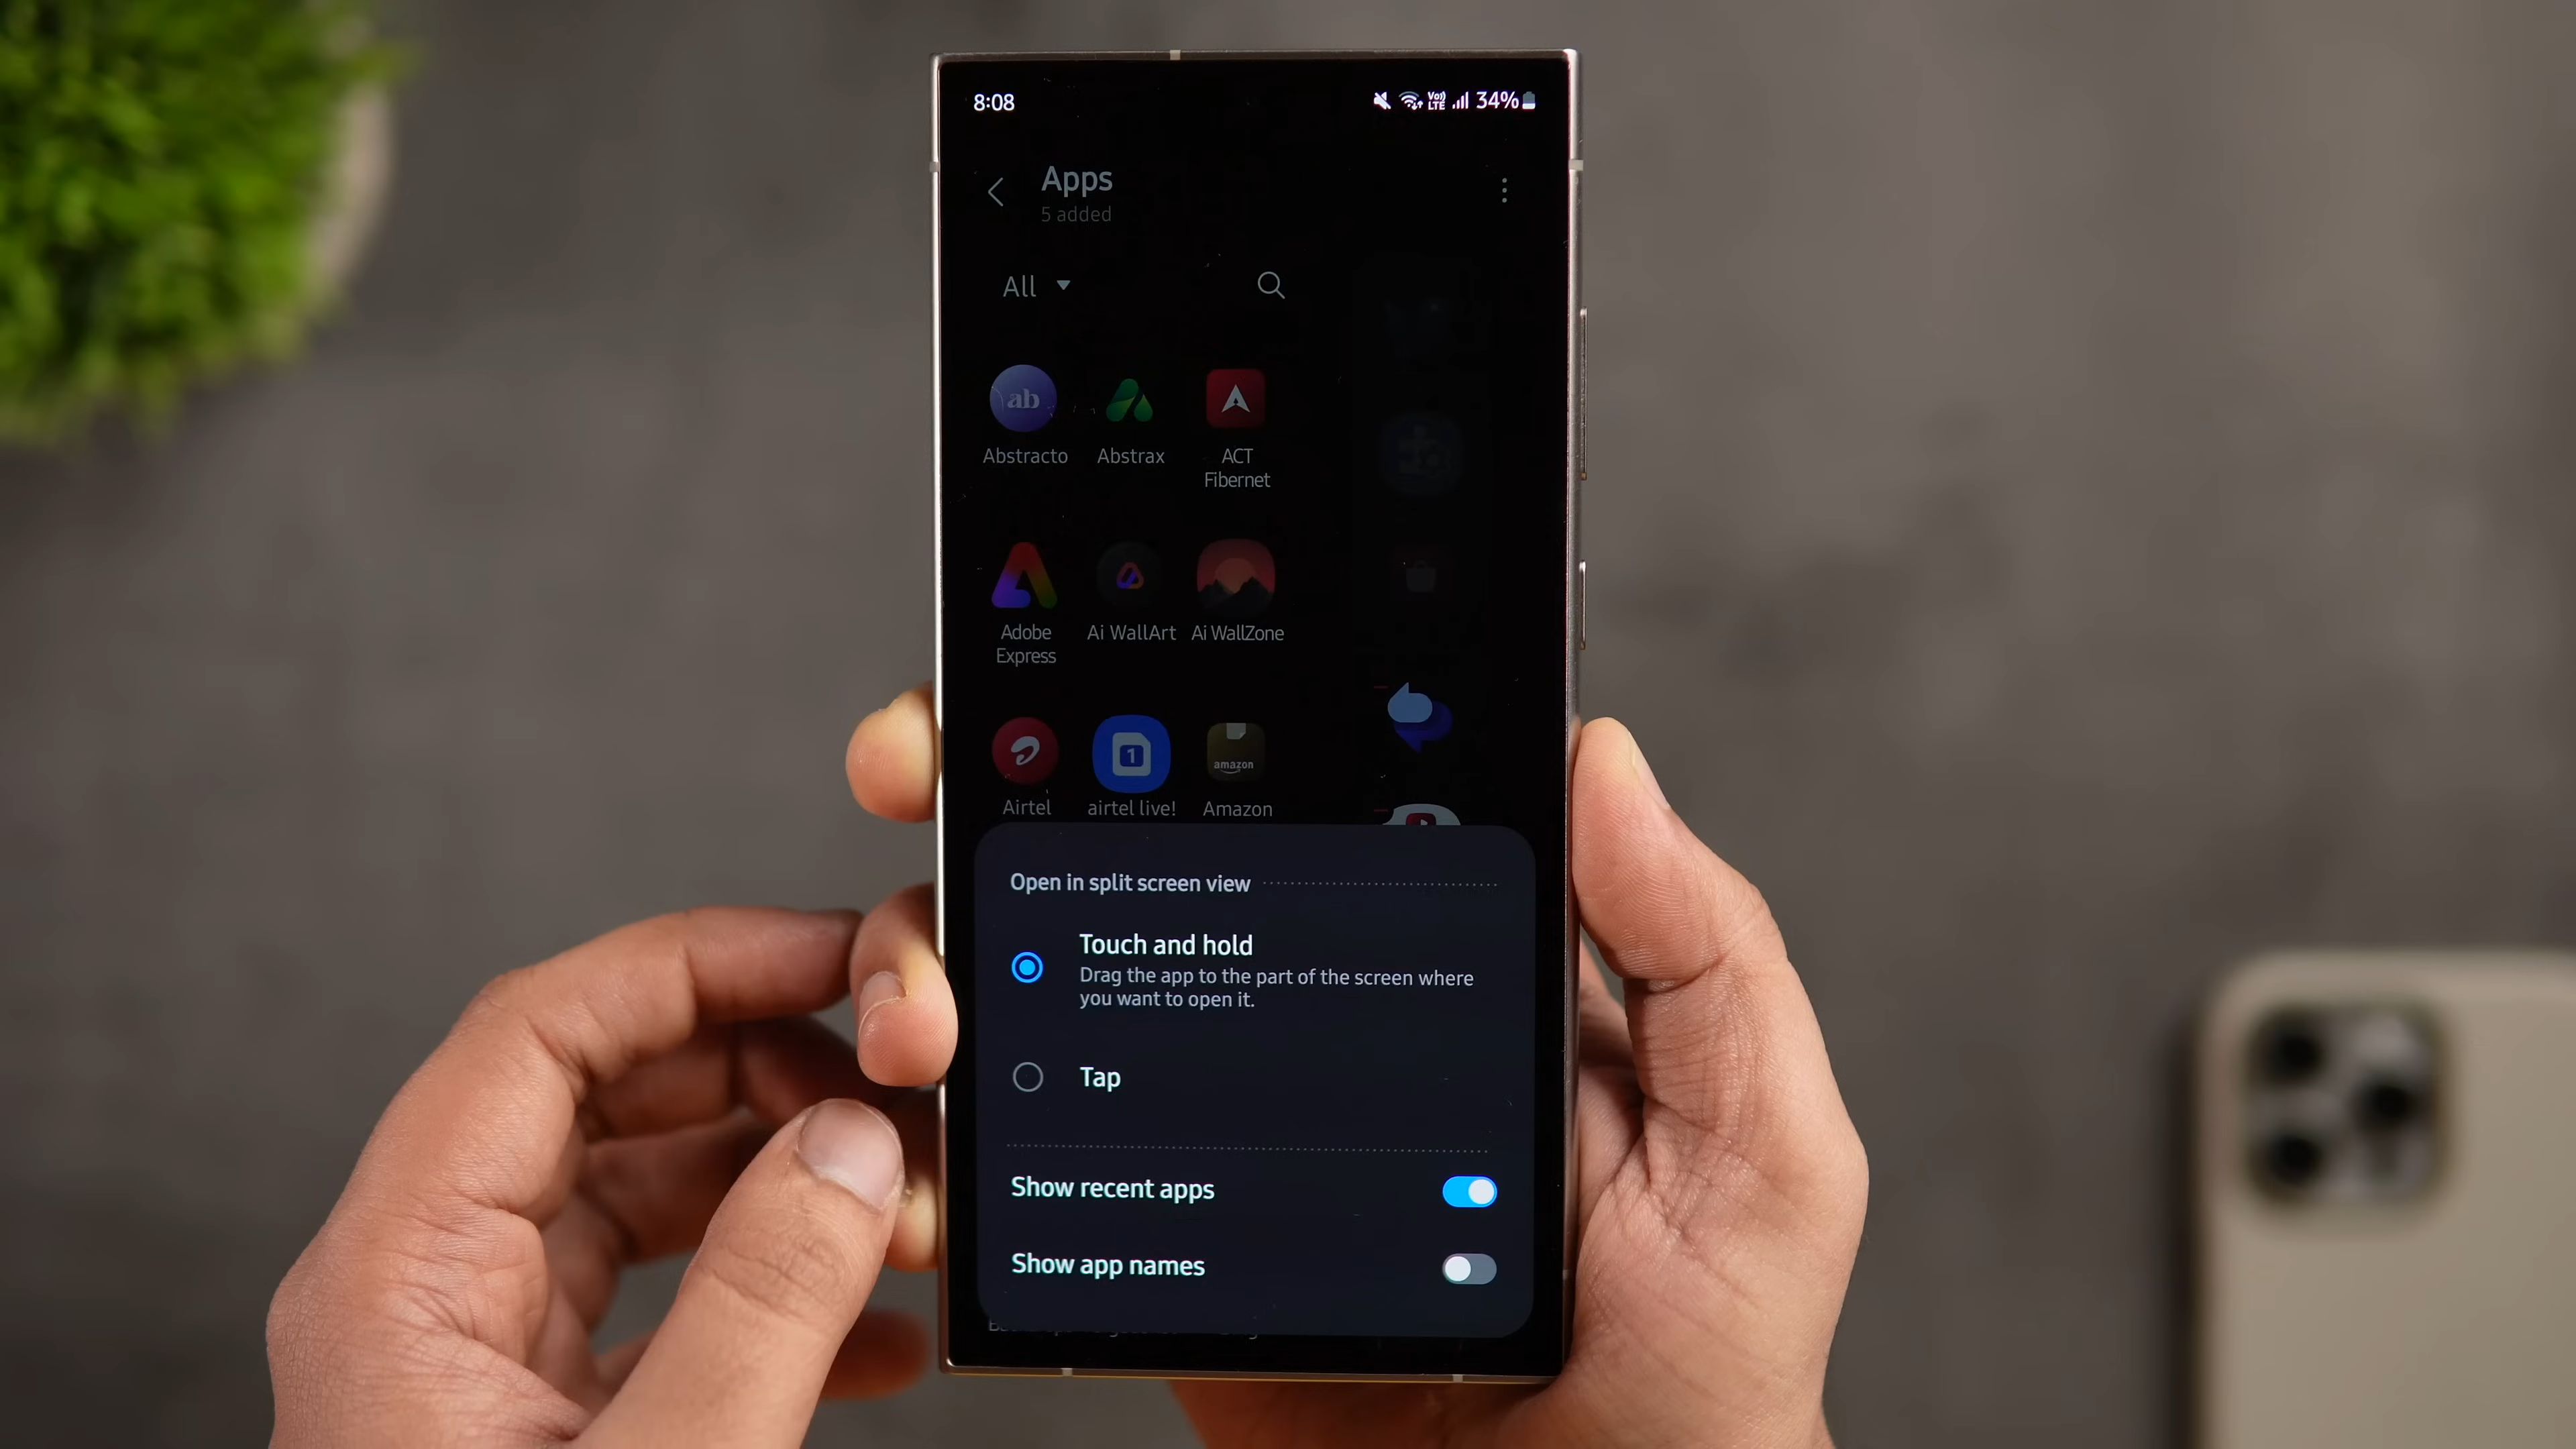 8:08
Vo)) LTE 34%
Apps
5 added
All
ab
Abstracto Abstrax ACT
Fibernet
Adobe Ai WallArt Ai WallZone
Express
1
amazon
Airtel airtel live! Amazon
Open in split screen view
Touch and hold
Drag the app to the part of the screen where
you want to open it.
Tap
Show recent apps
Show app names